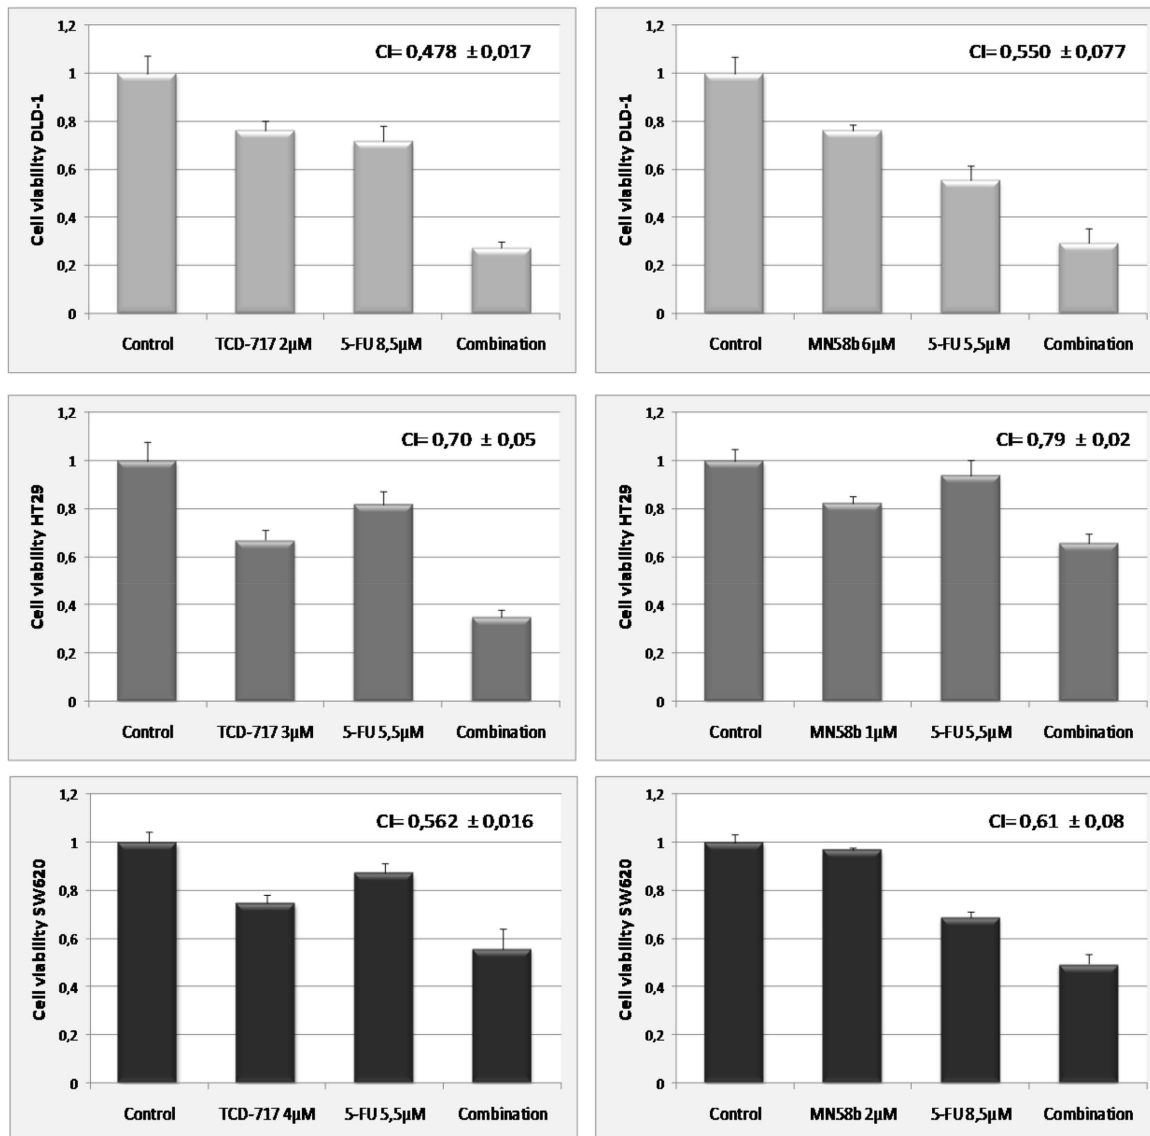 1,2
CI= 0,478 ±0,017
1
0,8
0,6
0,4
0,2
0
Cell viability DLD-1
Control TCD-717 2µM 5-FU 8,5µM Combination
1,2
CI= 0,550 ±0,077
1
0,8
0,6
0,4
0,2
0
Cell viability DLD-1
Control MN58b 6µM 5-FU 5,5µM Combination
1,2
CI= 0,70 ± 0,05
1
0,8
0,6
0,4
0,2
0
Cell viability HT29
Control TCD-717 3µM 5-FU 5,5µM Combination
1,2
CI= 0,79 ± 0,02
1
0,8
0,6
0,4
0,2
0
Cell viability HT29
Control MN58b 1µM 5-FU 5,5µM Combination
1,2
CI= 0,562 ± 0,016
1
0,8
0,6
0,4
0,2
0
Cell viability SW620
Control TCD-717 4µM 5-FU 5,5µM Combination
1,2
CI= 0,61 ± 0,08
1
0,8
0,6
0,4
0,2
0
Cell viability SW620
Control MN58b 2µM 5-FU 8,5µM Combination